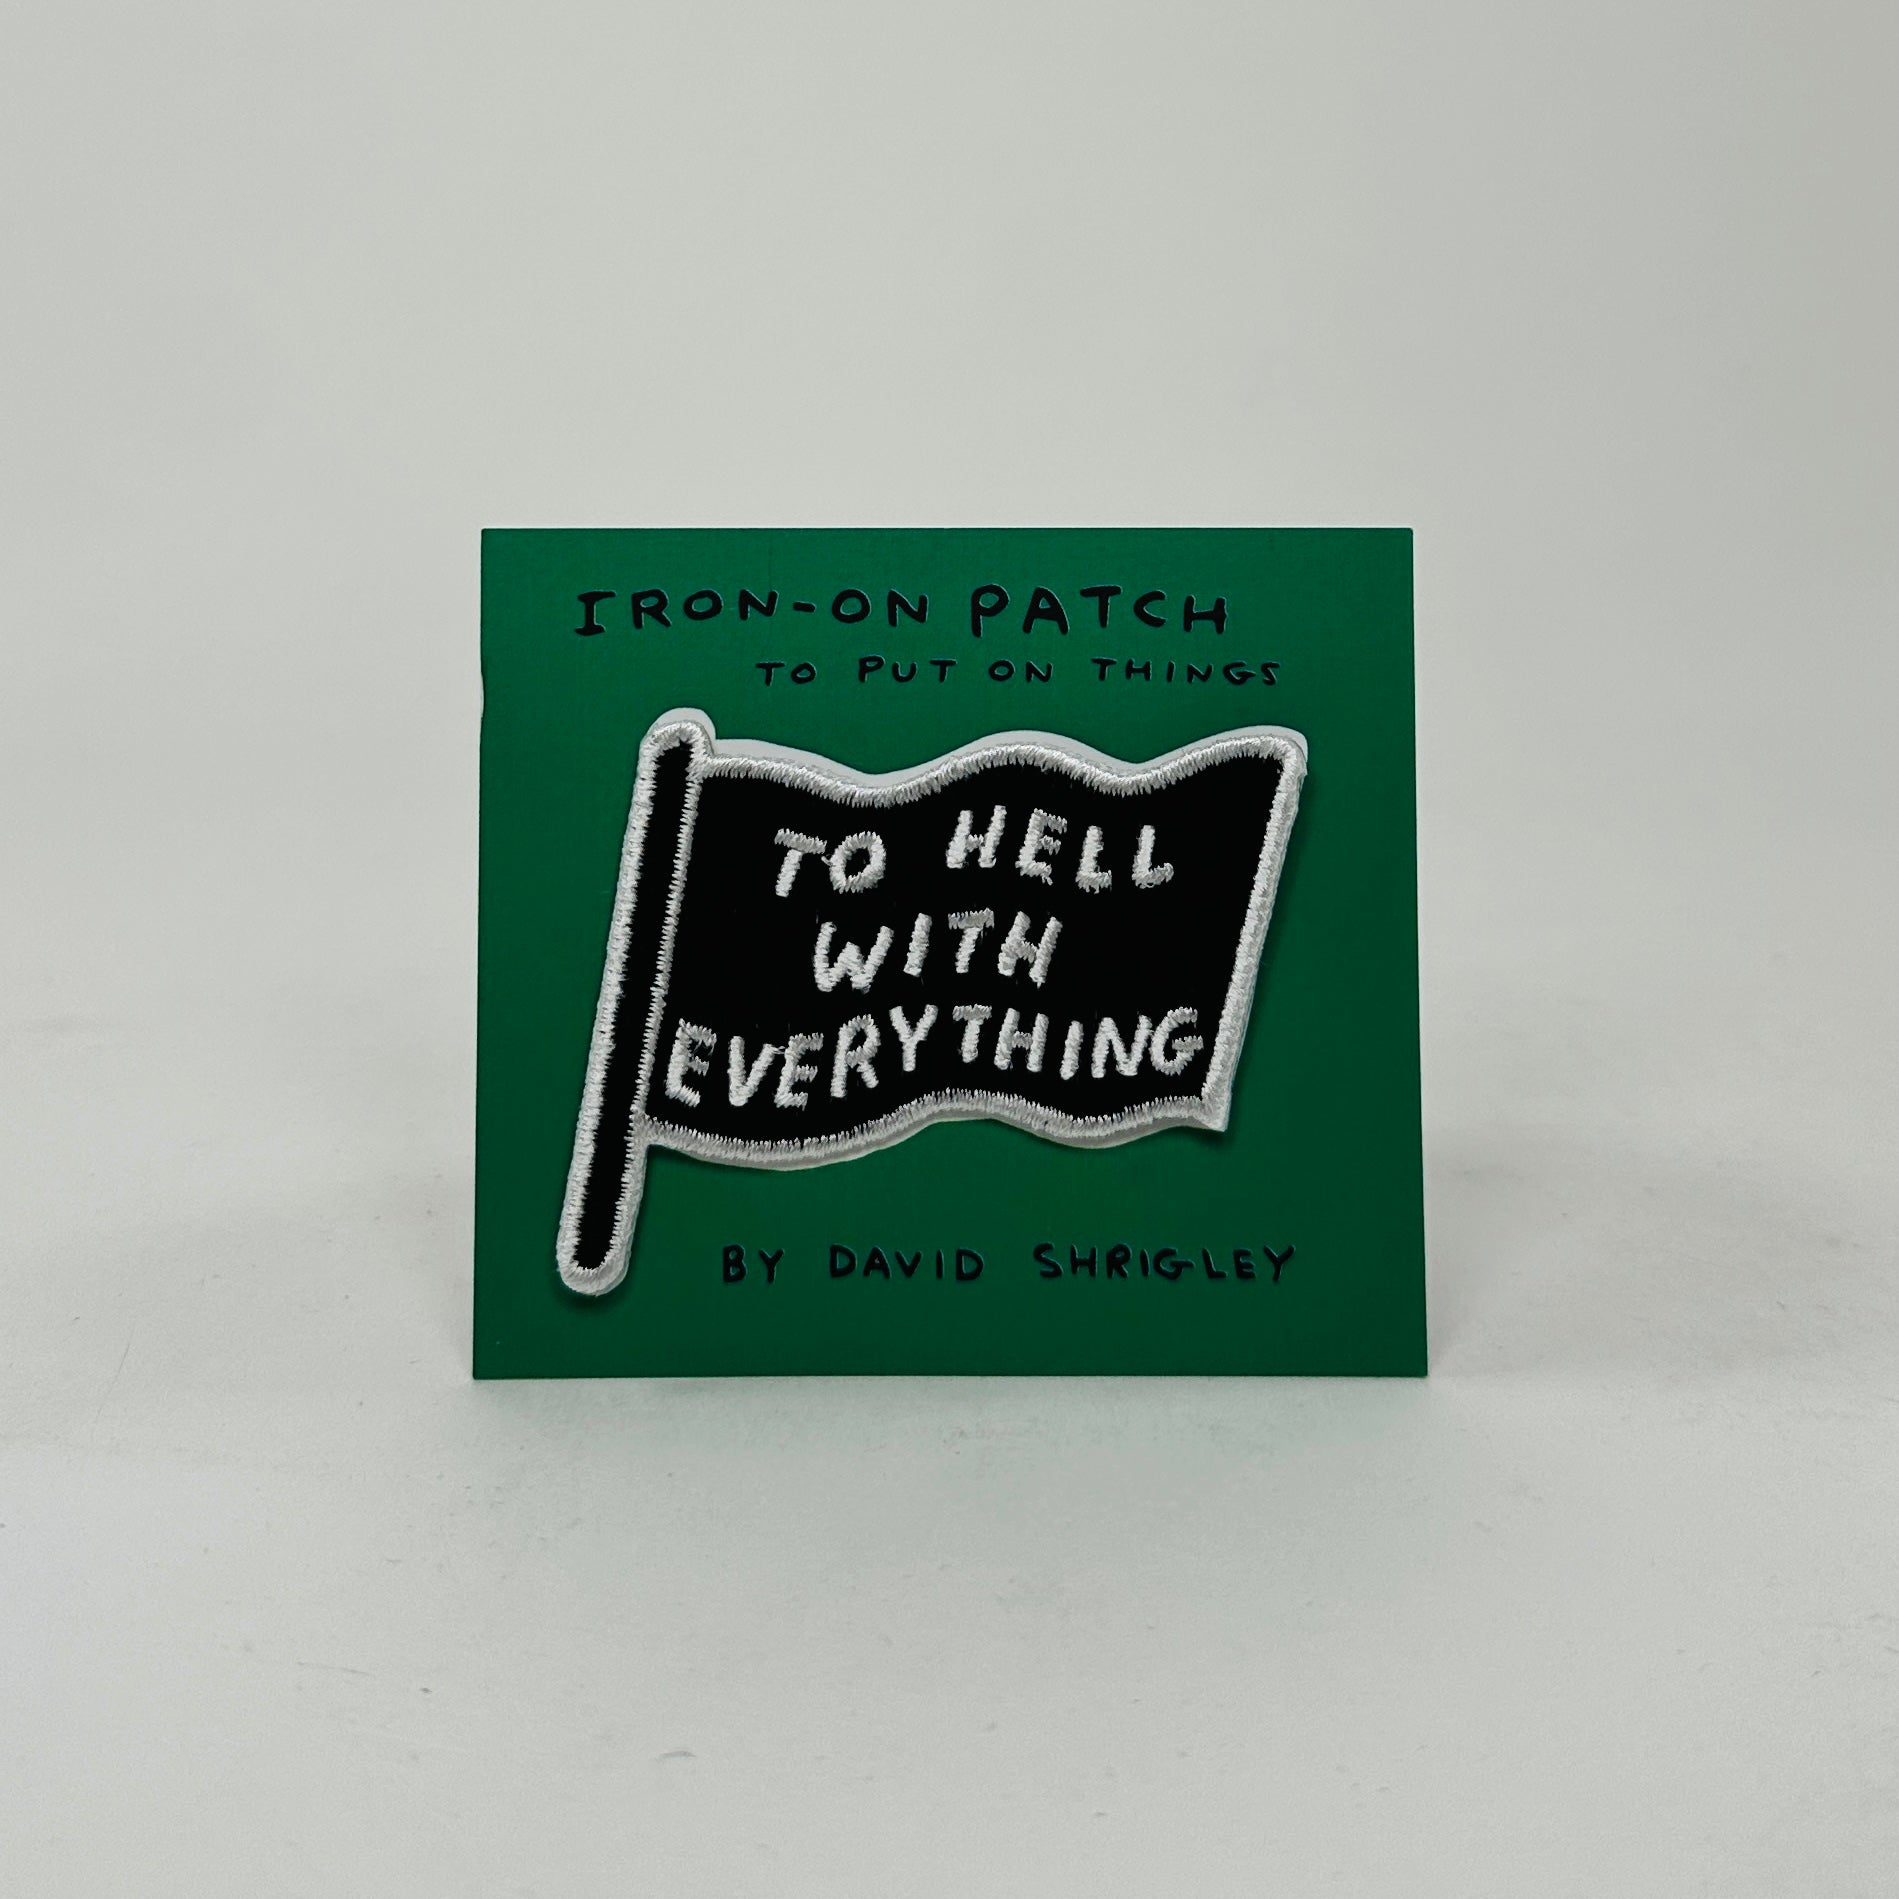 IRON-ON PATCH
TO PUT ON THINGS
TO HELL
WITH
EVERYTHING
BY DAVID SHRIGLEY